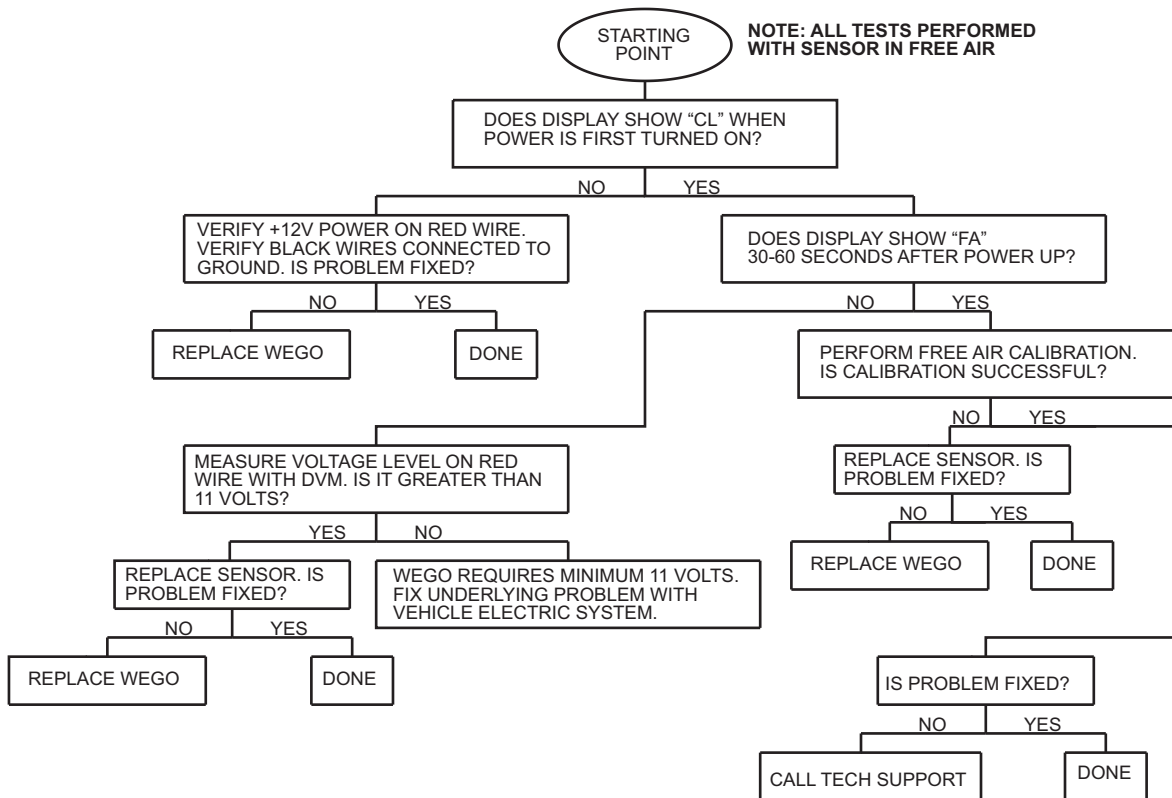 STARTING
POINT
NOTE: ALL TESTS PERFORMED
WITH SENSOR IN FREE AIR
DOES DISPLAY SHOW “CL” WHEN
POWER IS FIRST TURNED ON?
NO
YES
VERIFY +12V POWER ON RED WIRE.
VERIFY BLACK WIRES CONNECTED TO
GROUND. IS PROBLEM FIXED?
DOES DISPLAY SHOW “FA”
30-60 SECONDS AFTER POWER UP?
NO
YES
NO
YES
REPLACE WEGO
DONE
PERFORM FREE AIR CALIBRATION.
IS CALIBRATION SUCCESSFUL?
NO
YES
MEASURE VOLTAGE LEVEL ON RED
WIRE WITH DVM. IS IT GREATER THAN
11 VOLTS?
REPLACE SENSOR. IS
PROBLEM FIXED?
NO
YES
YES
NO
REPLACE WEGO
DONE
REPLACE SENSOR. IS
PROBLEM FIXED?
WEGO REQUIRES MINIMUM 11 VOLTS.
FIX UNDERLYING PROBLEM WITH
VEHICLE ELECTRIC SYSTEM.
NO
YES
REPLACE WEGO
DONE
IS PROBLEM FIXED?
NO
YES
CALL TECH SUPPORT
DONE